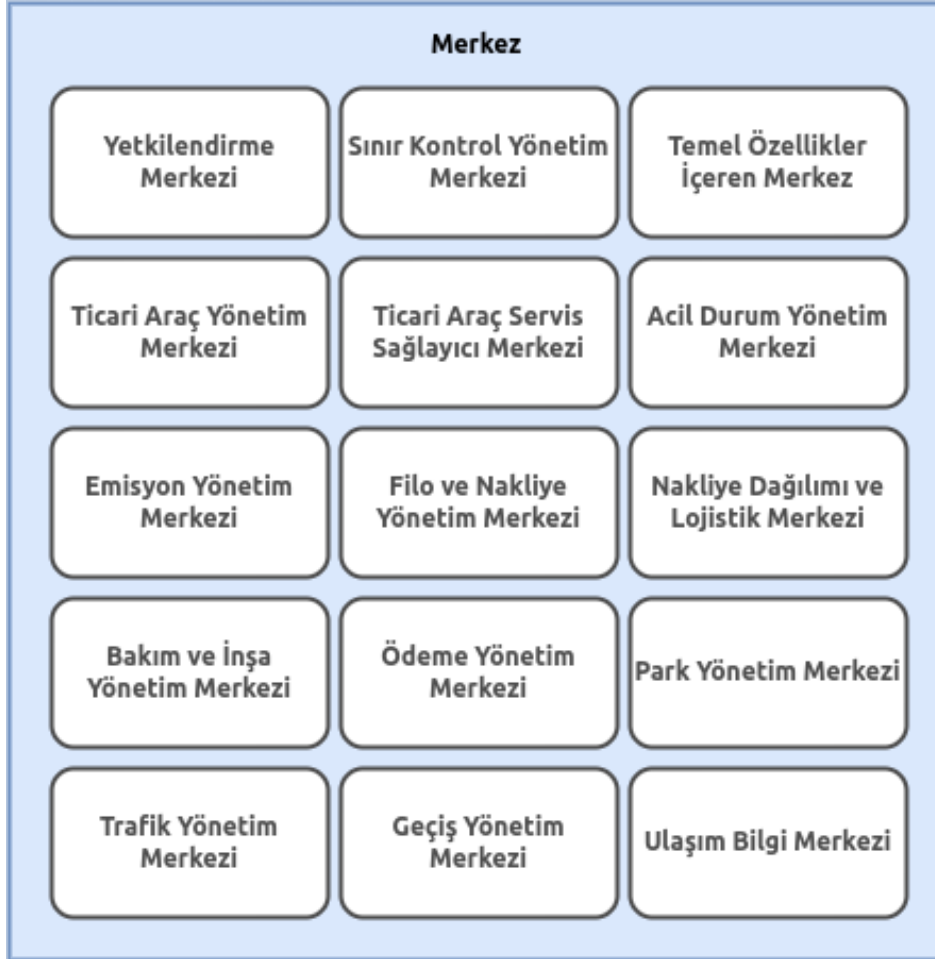 Merkez
Yetkilendirme
Merkezi
Sınır Kontrol Yönetim
Merkezi
Temel Özellikler
İçeren Merkez
Ticari Araç Yönetim
Merkezi
Ticari Araç Servis
Sağlayıcı Merkezi
Acil Durum Yönetim
Merkezi
Emisyon Yönetim
Merkezi
Filo ve Nakliye
Yönetim Merkezi
Nakliye Dağılımı ve
Lojistik Merkezi
Bakım ve İnşa
Yönetim Merkezi
Ödeme Yönetim
Merkezi
Park Yönetim Merkezi
Trafik Yönetim
Merkezi
Geçiş Yönetim
Merkezi
Ulaşım Bilgi Merkezi